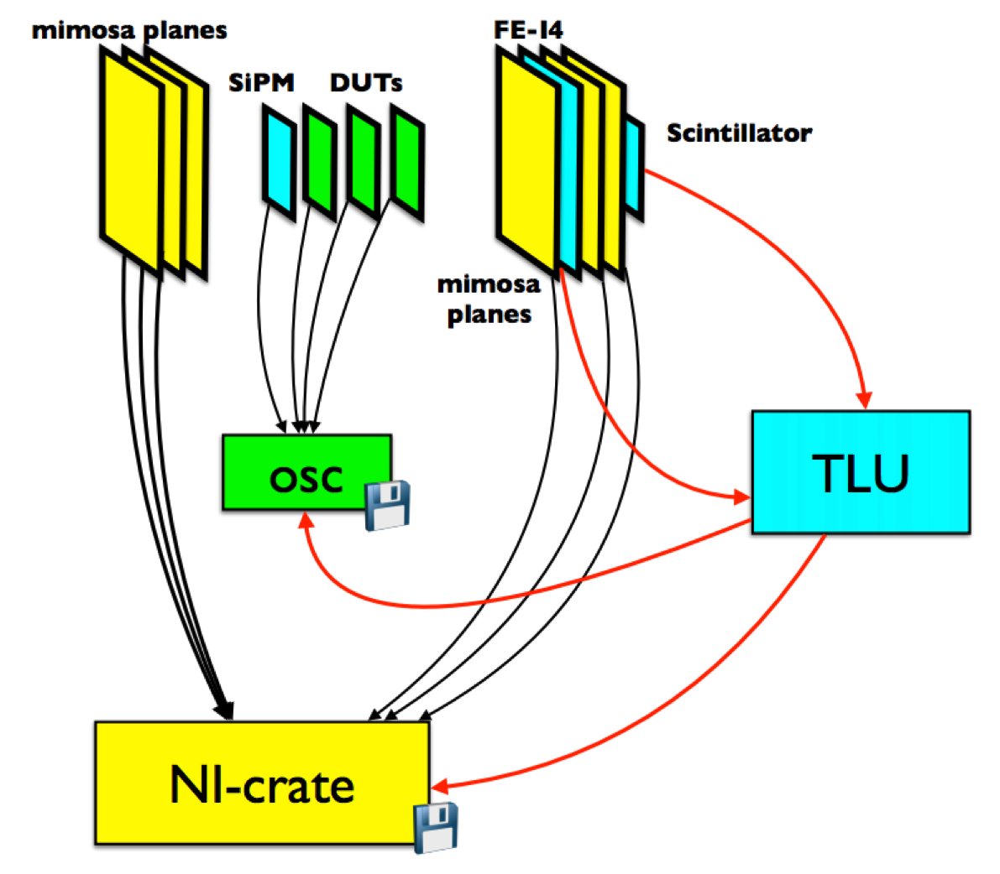 mimosa planes
FE-I4
SiPM
DUTs
Scintillator
mimosa
planes
OSC
TLU
NI-crate